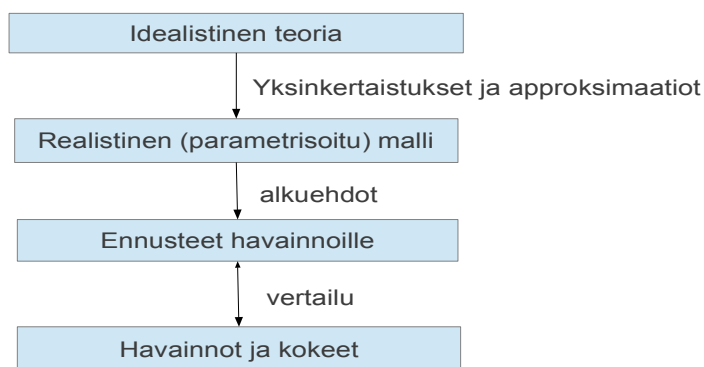 Idealistinen teoria
Yksinkertaistukset ja approksimaatiot
Realistinen (parametrisoitu) malli
alkuehdot
Ennusteet havainnoille
vertailu
Havainnot ja kokeet